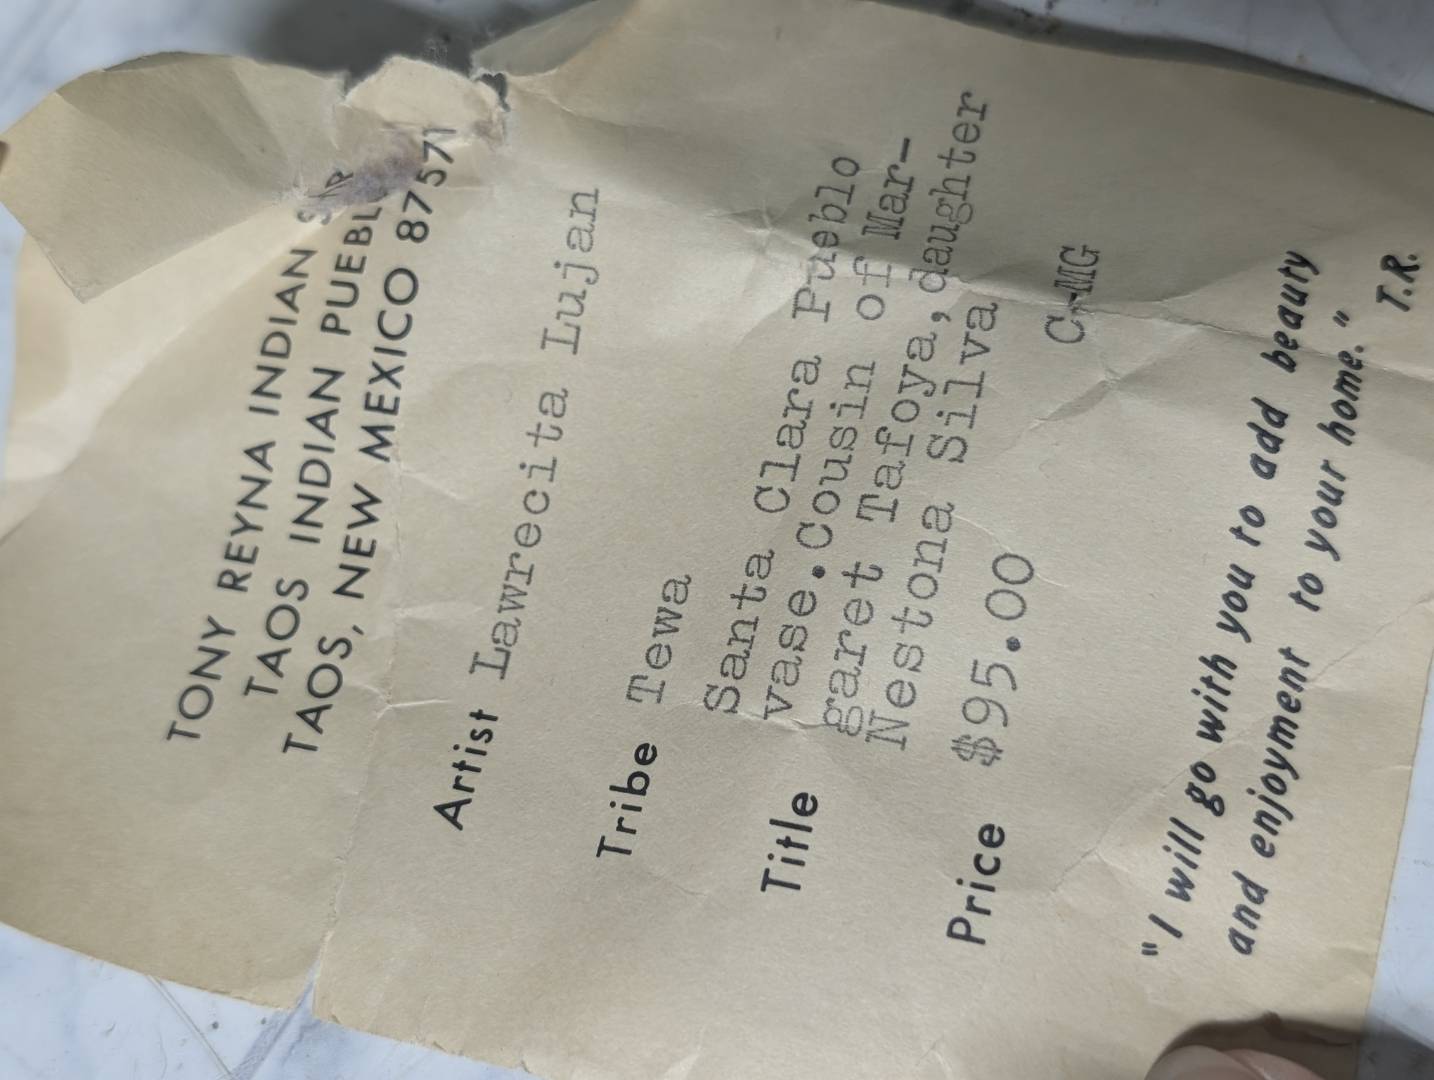 TONY REYNA INDIAN
TAOS INDIAN PUEBL
TAOS, NEW MEXICO 87571
Artist Lawrecita Lujan
Tribe Tewa
Title Santa Clara Pueblo
vase.Cousin of Mar-
garet Tafoya,daughter
Nestona Silva
Price $95.00 C-MG
"I will go with you to add beauty
and enjoyment to your home."
T.R.